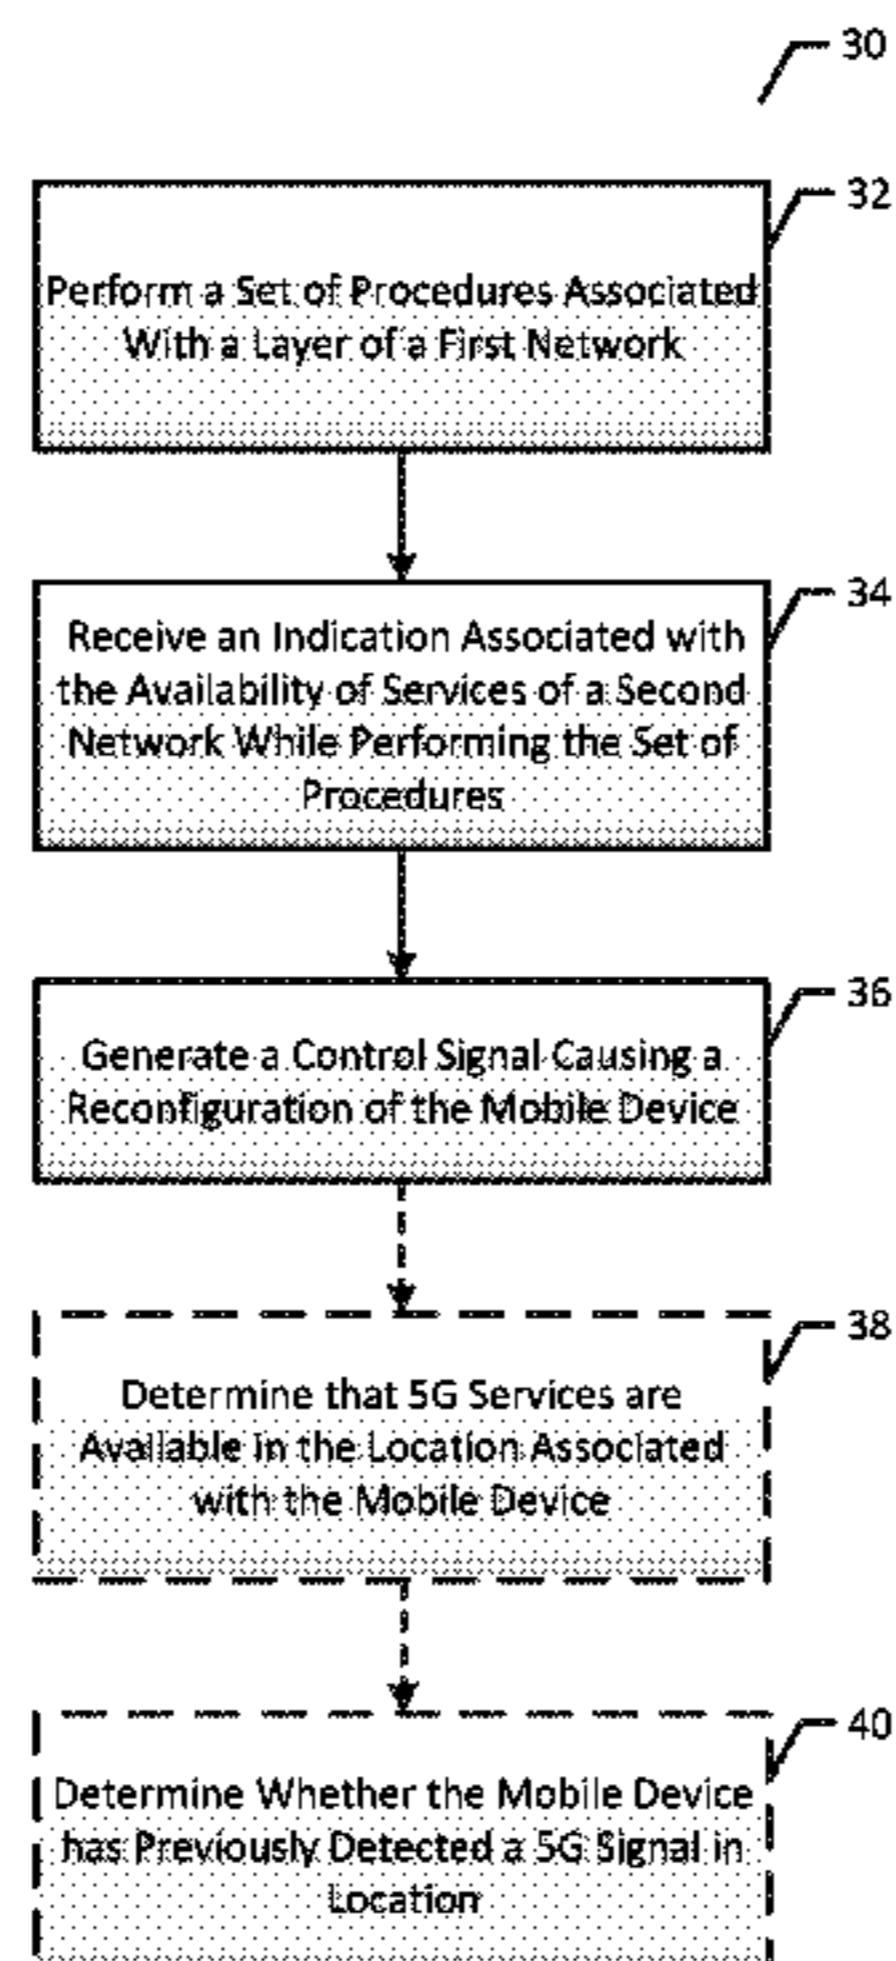 30
32
Perform a Set of Procedures Associated
With a Layer of a First Network
34
Receive an Indication Associated with
the Availability of Services of a Second
Network While Performing the Set of
Procedures
36
Generate a Control Signal Causing a
Reconfiguration of the Mobile Device
38
Determine that 5G Services are
Available in the Location Associated
with the Mobile Device
40
Determine Whether the Mobile Device
has Previously Detected a 5G Signal in
Location